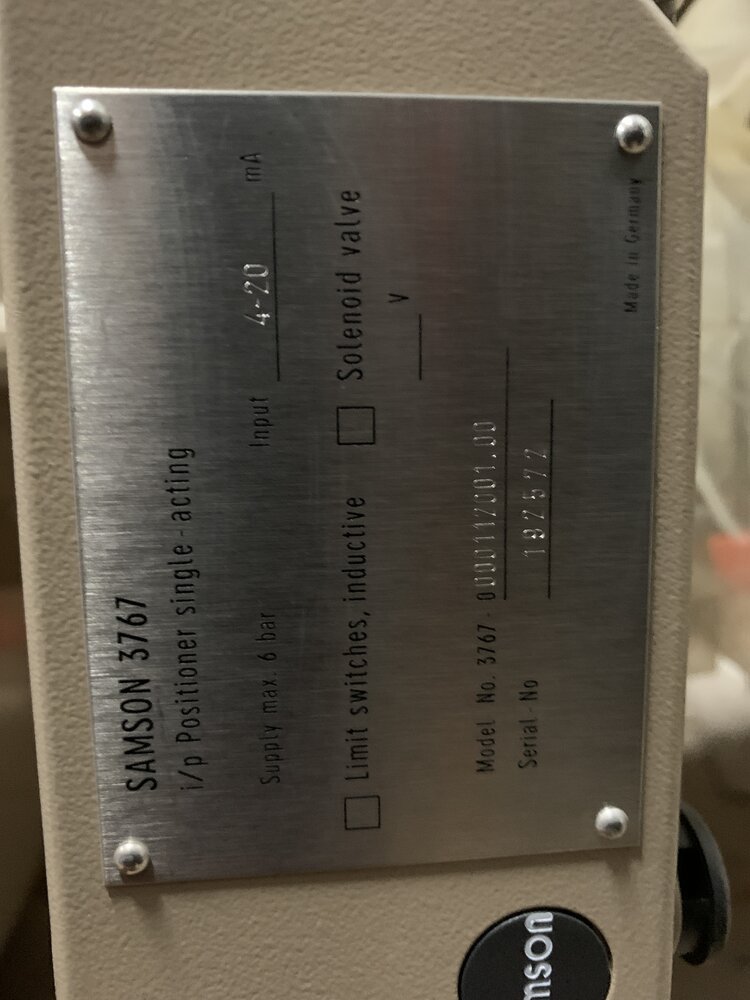 SAMSON 3767
i/p Positioner single-acting
Supply max. 6 bar Input 4-20 mA
Limit switches, inductive Solenoid valve
V
Model No. 3767-0000112001.00
Serial-No 192572
Made in Germany